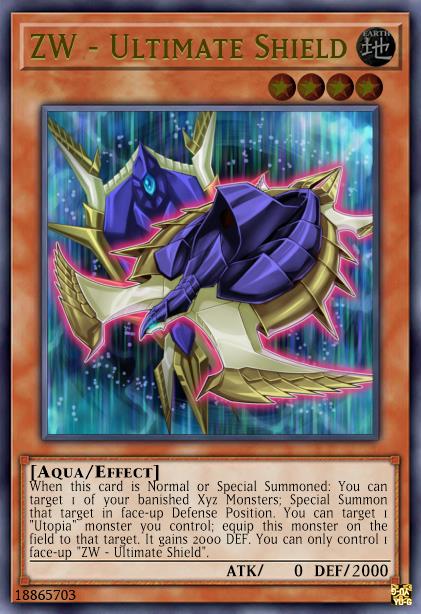 ZW - Ultimate Shield
EARTH
地
[Aqua/Effect]
When this card is Normal or Special Summoned: You can
target 1 of your banished Xyz Monsters; Special Summon
that target in face-up Defense Position. You can target 1
"Utopia" monster you control; equip this monster on the
field to that target. It gains 2000 DEF. You can only control 1
face-up "ZW - Ultimate Shield".
ATK/ 0 DEF/2000
18865703